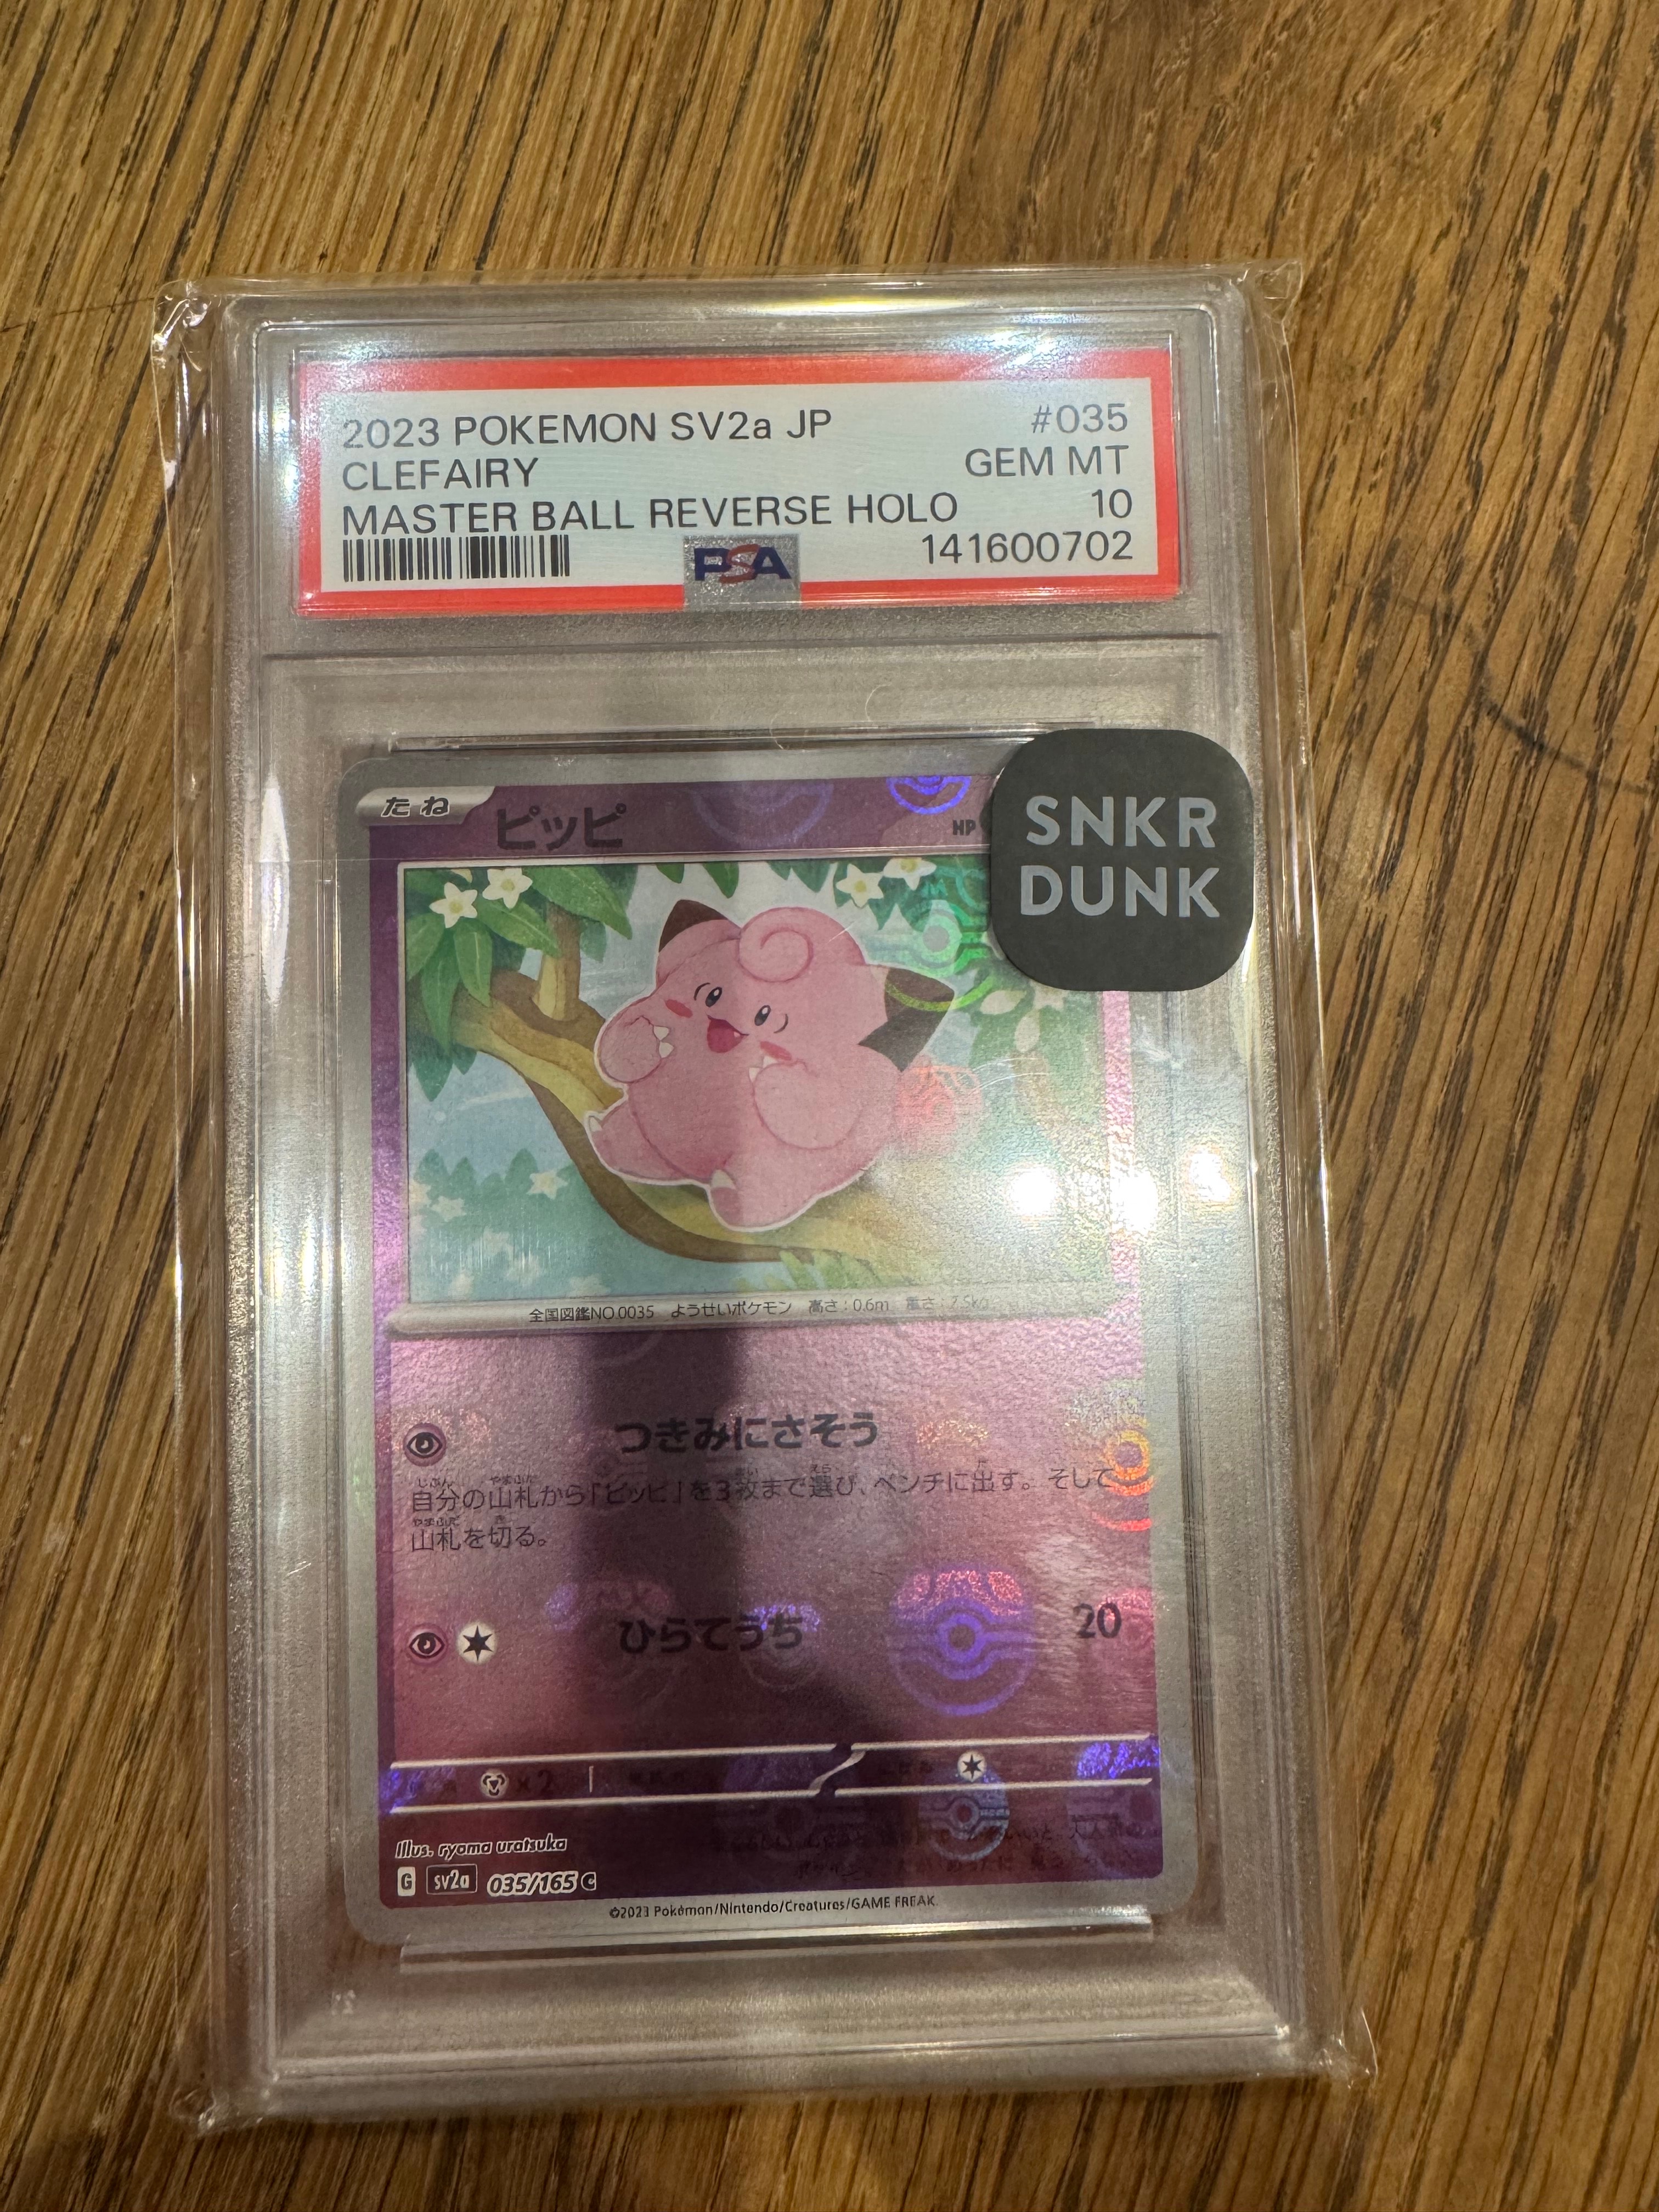 2023 POKEMON SV2a JP #035
CLEFAIRY GEM MT
MASTER BALL REVERSE HOLO 10
PSA 141600702
たね ピッピ HP
SNKR
DUNK
全国図鑑NO.0035 ようせいポケモン 高さ：0.6m 重さ：7.5kg
つきみにさそう
自分の山札から「ピッピ」を3枚まで選び、ベンチに出す。そして
山札を切る。
ひらてうち 20
×2
Illus. ryoma uratsuka
G sv2a 035/165 C
©2023 Pokémon/Nintendo/Creatures/GAME FREAK.